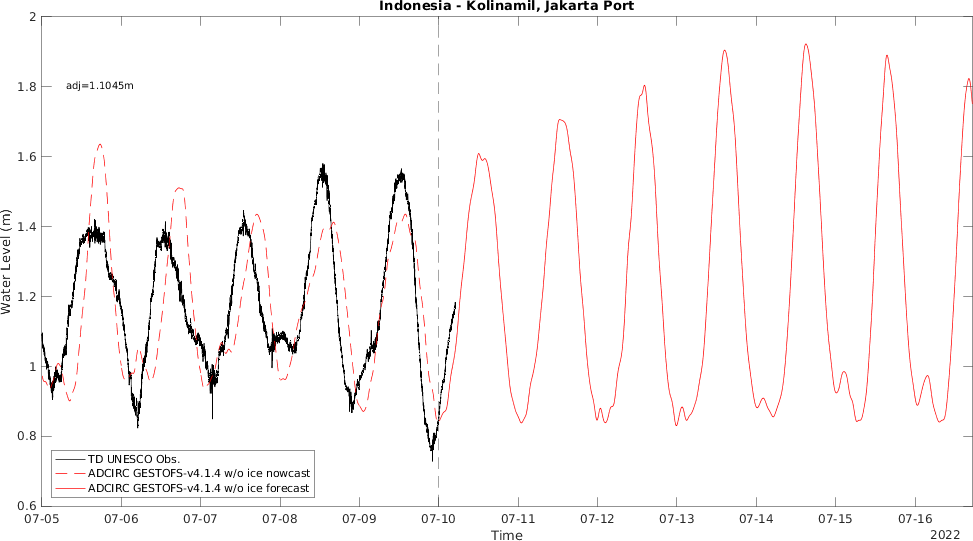 Indonesia - Kolinamil, Jakarta Port
2
1.8
1.6
1.4
1.2
1
0.8
0.6
Water Level (m)
adj=1.1045m
TD UNESCO Obs.
ADCIRC GESTOFS-v4.1.4 w/o ice nowcast
ADCIRC GESTOFS-v4.1.4 w/o ice forecast
07-05 07-06 07-07 07-08 07-09 07-10 07-11 07-12 07-13 07-14 07-15 07-16
Time
2022